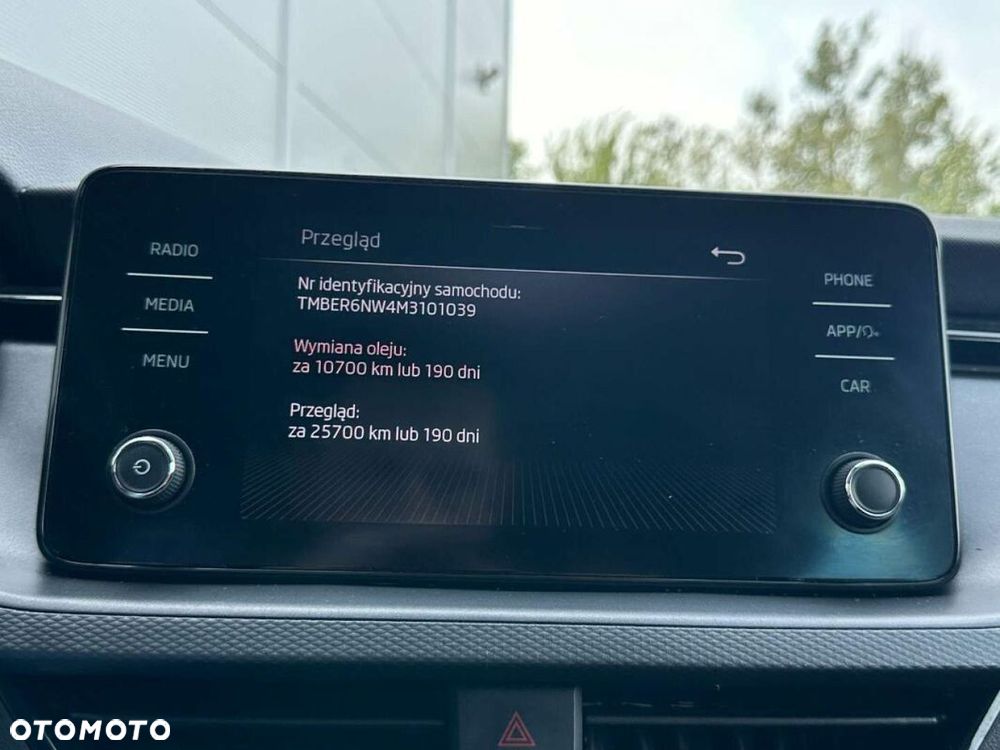 RADIO
MEDIA
MENU
Przegląd
Nr identyfikacyjny samochodu:
TMBER6NW4M3101039
Wymiana oleju:
za 10700 km lub 190 dni
Przegląd:
za 25700 km lub 190 dni
PHONE
APP/
CAR
OTOMOTO